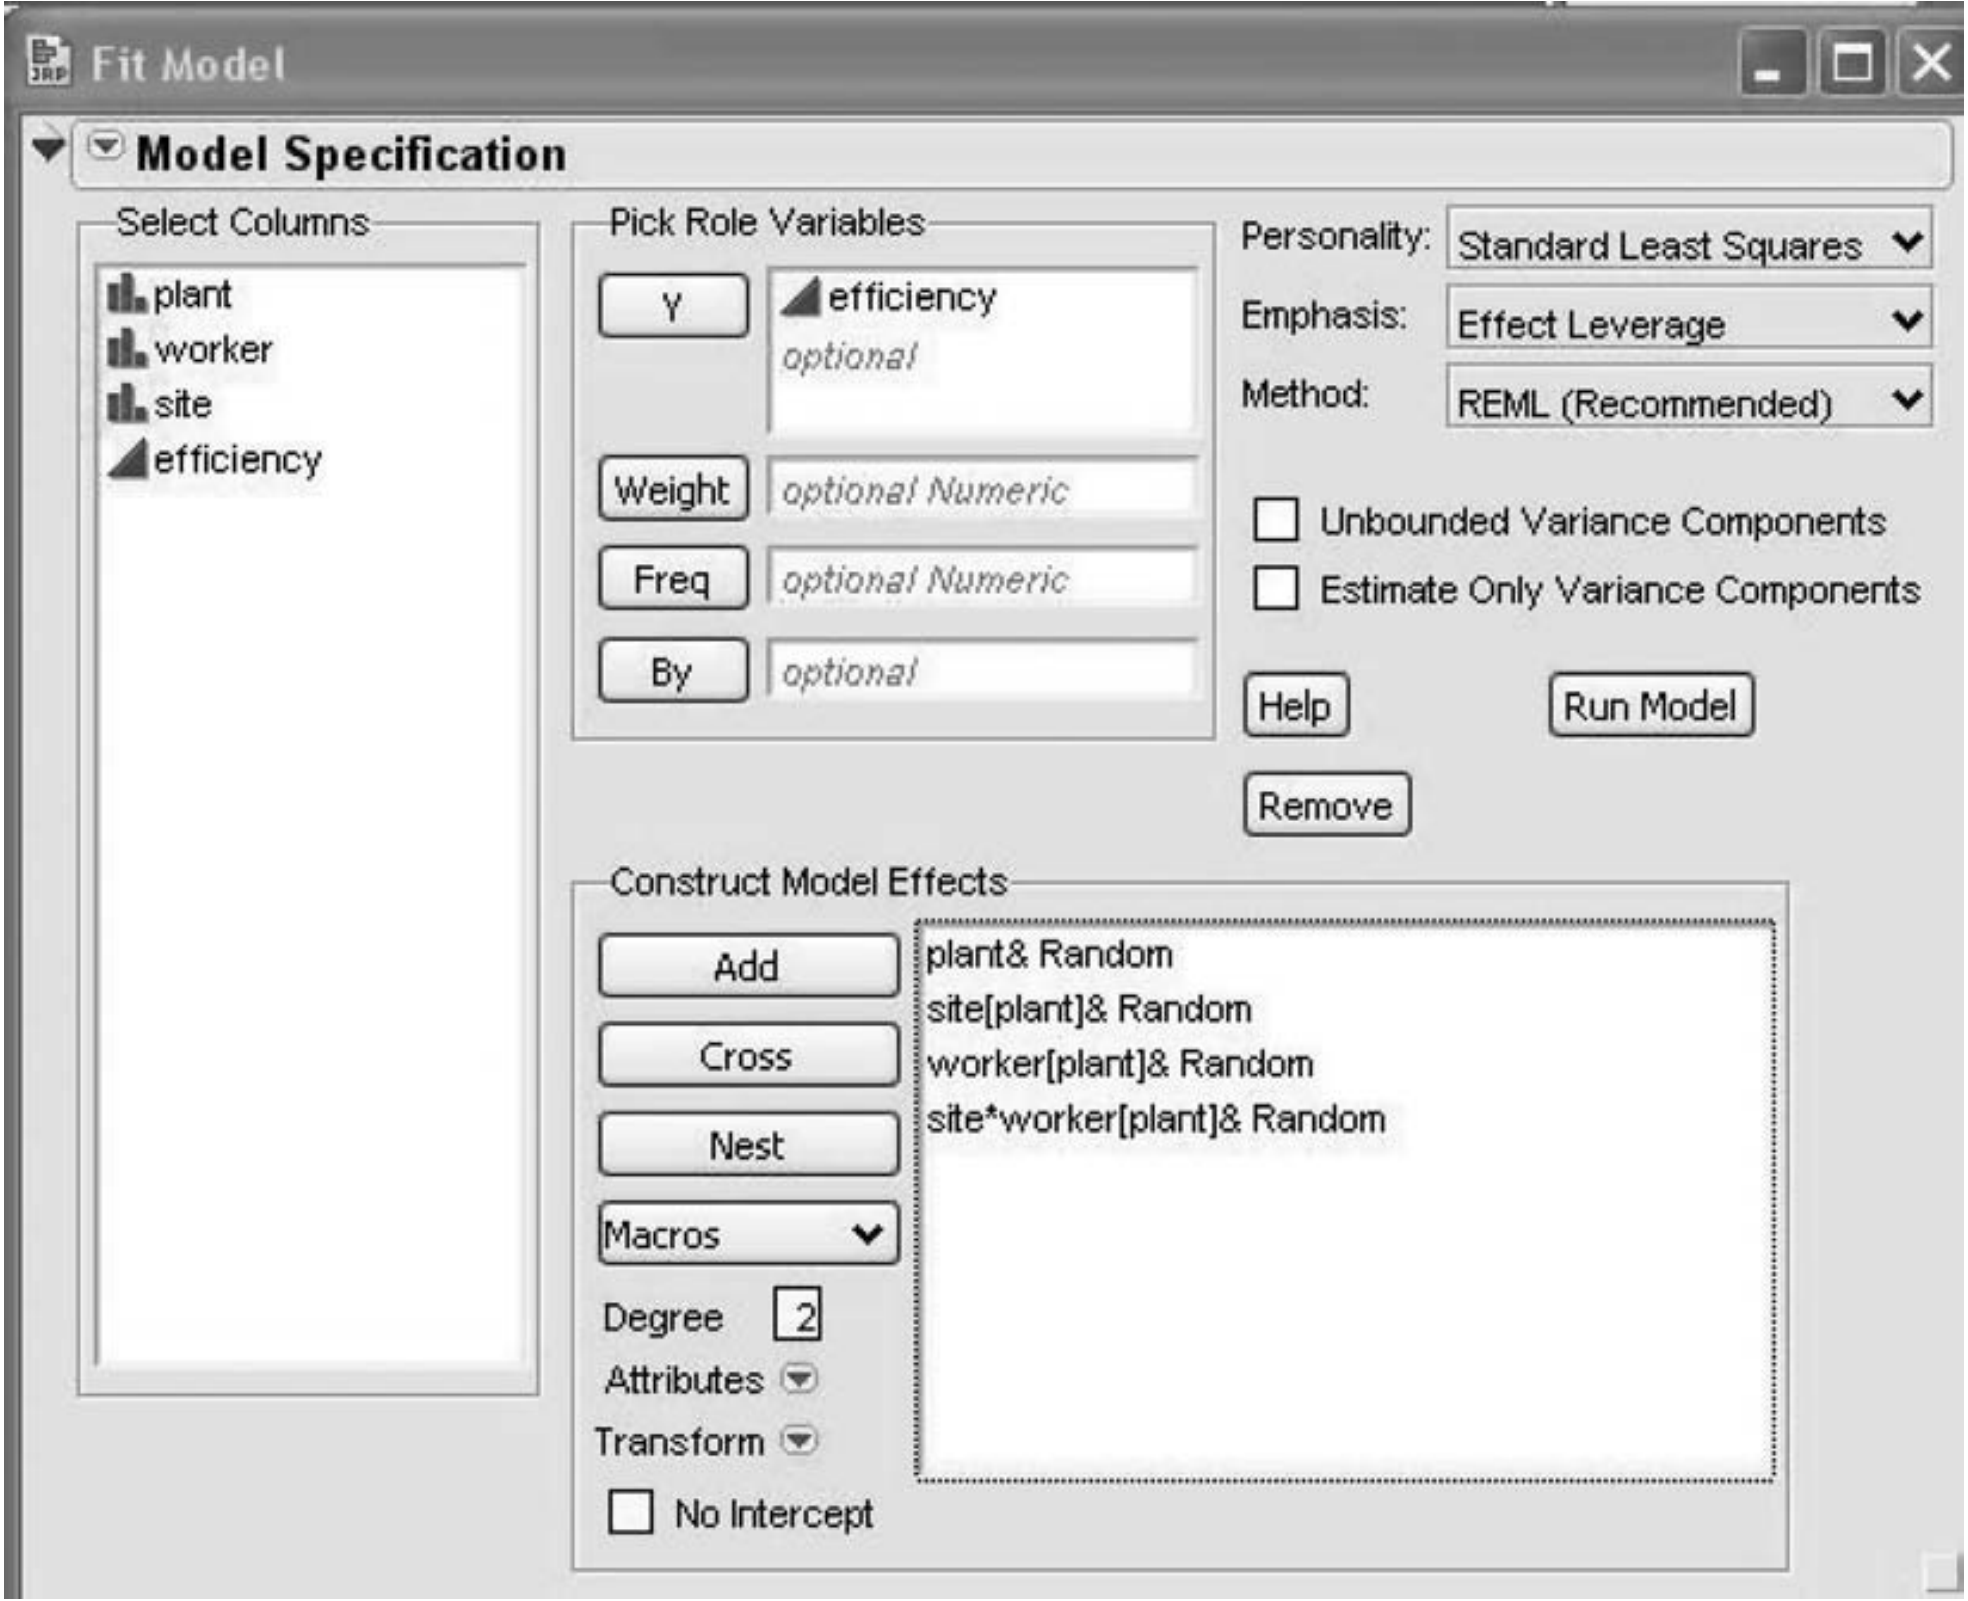 Fit Model
Model Specification
Select Columns
plant
worker
site
efficiency
Pick Role Variables
Y
efficiency
optional
Weight
optional Numeric
Freq
optional Numeric
By
optional
Personality:
Standard Least Squares
Emphasis:
Effect Leverage
Method:
REML (Recommended)
Unbounded Variance Components
Estimate Only Variance Components
Help
Run Model
Remove
Construct Model Effects
Add
Cross
Nest
Macros
Degree 2
Attributes
Transform
No Intercept
plant& Random
site[plant]& Random
worker[plant]& Random
site*worker[plant]& Random